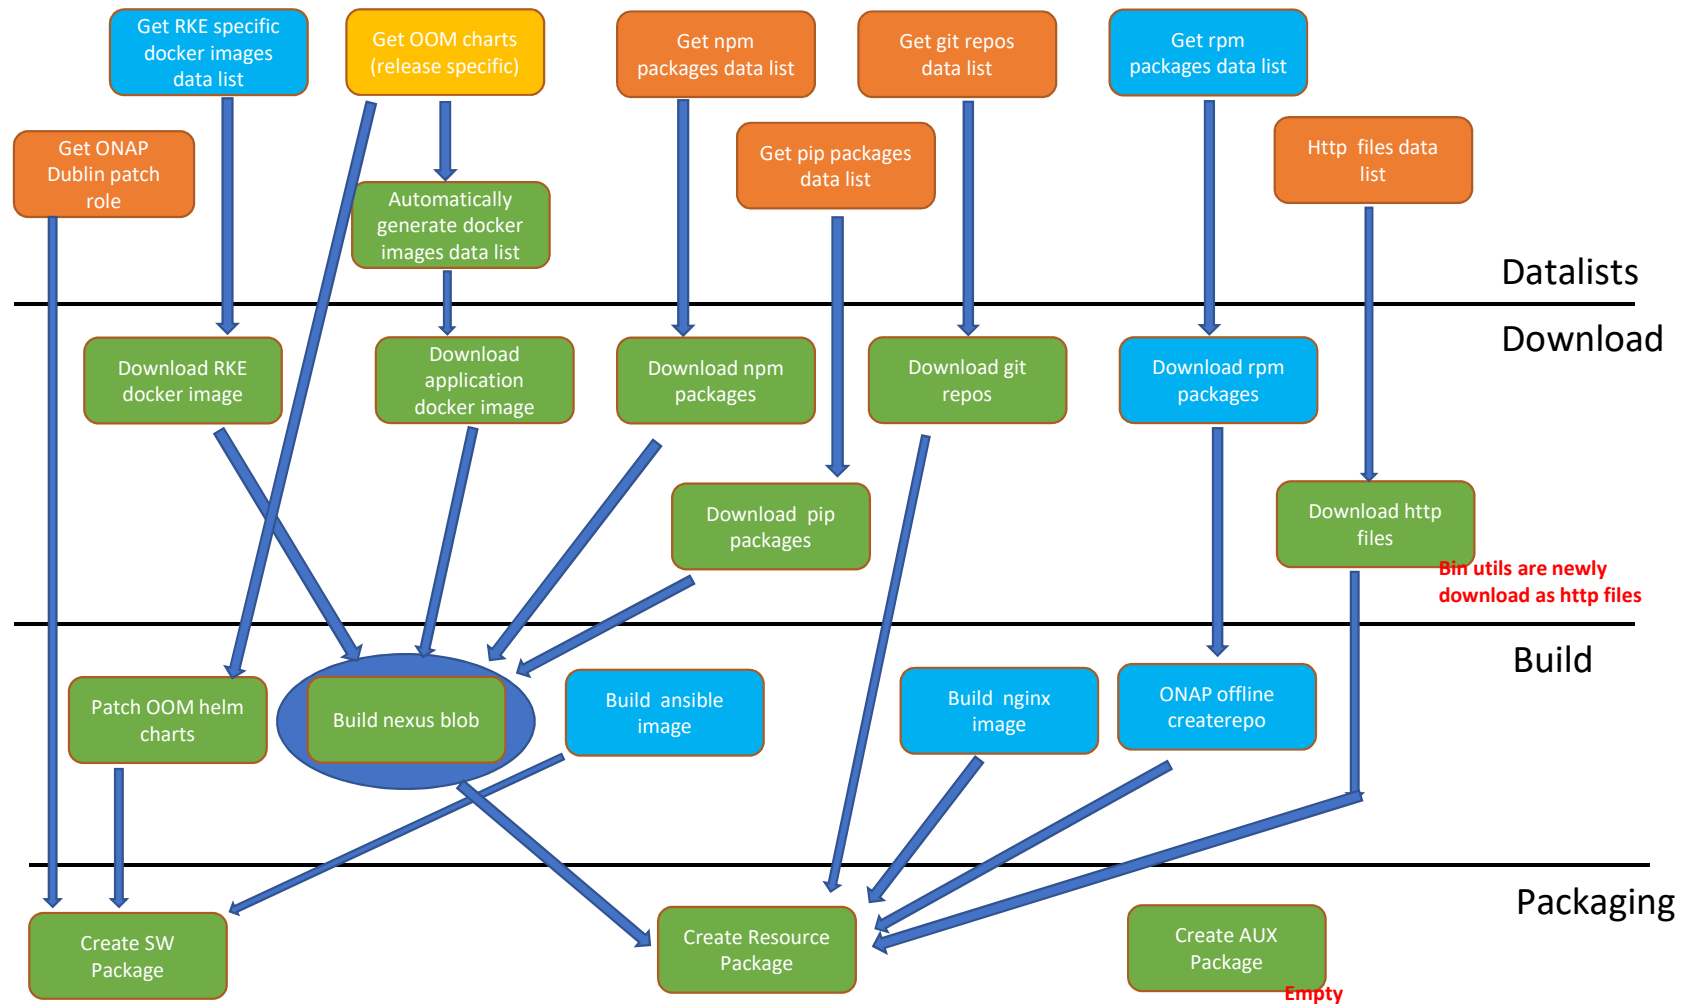 Get RKE specific
docker images
data list
Get OOM charts
(release specific)
Get npm
packages data list
Get git repos
data list
Get rpm
packages data list
Get ONAP
Dublin patch
role
Get pip packages
data list
Http files data
list
Automatically
generate docker
images data list
Datalists
Download
Download RKE
docker image
Download
application
docker image
Download npm
packages
Download git
repos
Download rpm
packages
Download pip
packages
Download http
files
Bin utils are newly
download as http files
Build
Patch OOM helm
charts
Build nexus blob
Build ansible
image
Build nginx
image
ONAP offline
createrepo
Packaging
Create SW
Package
Create Resource
Package
Create AUX
Package
Empty